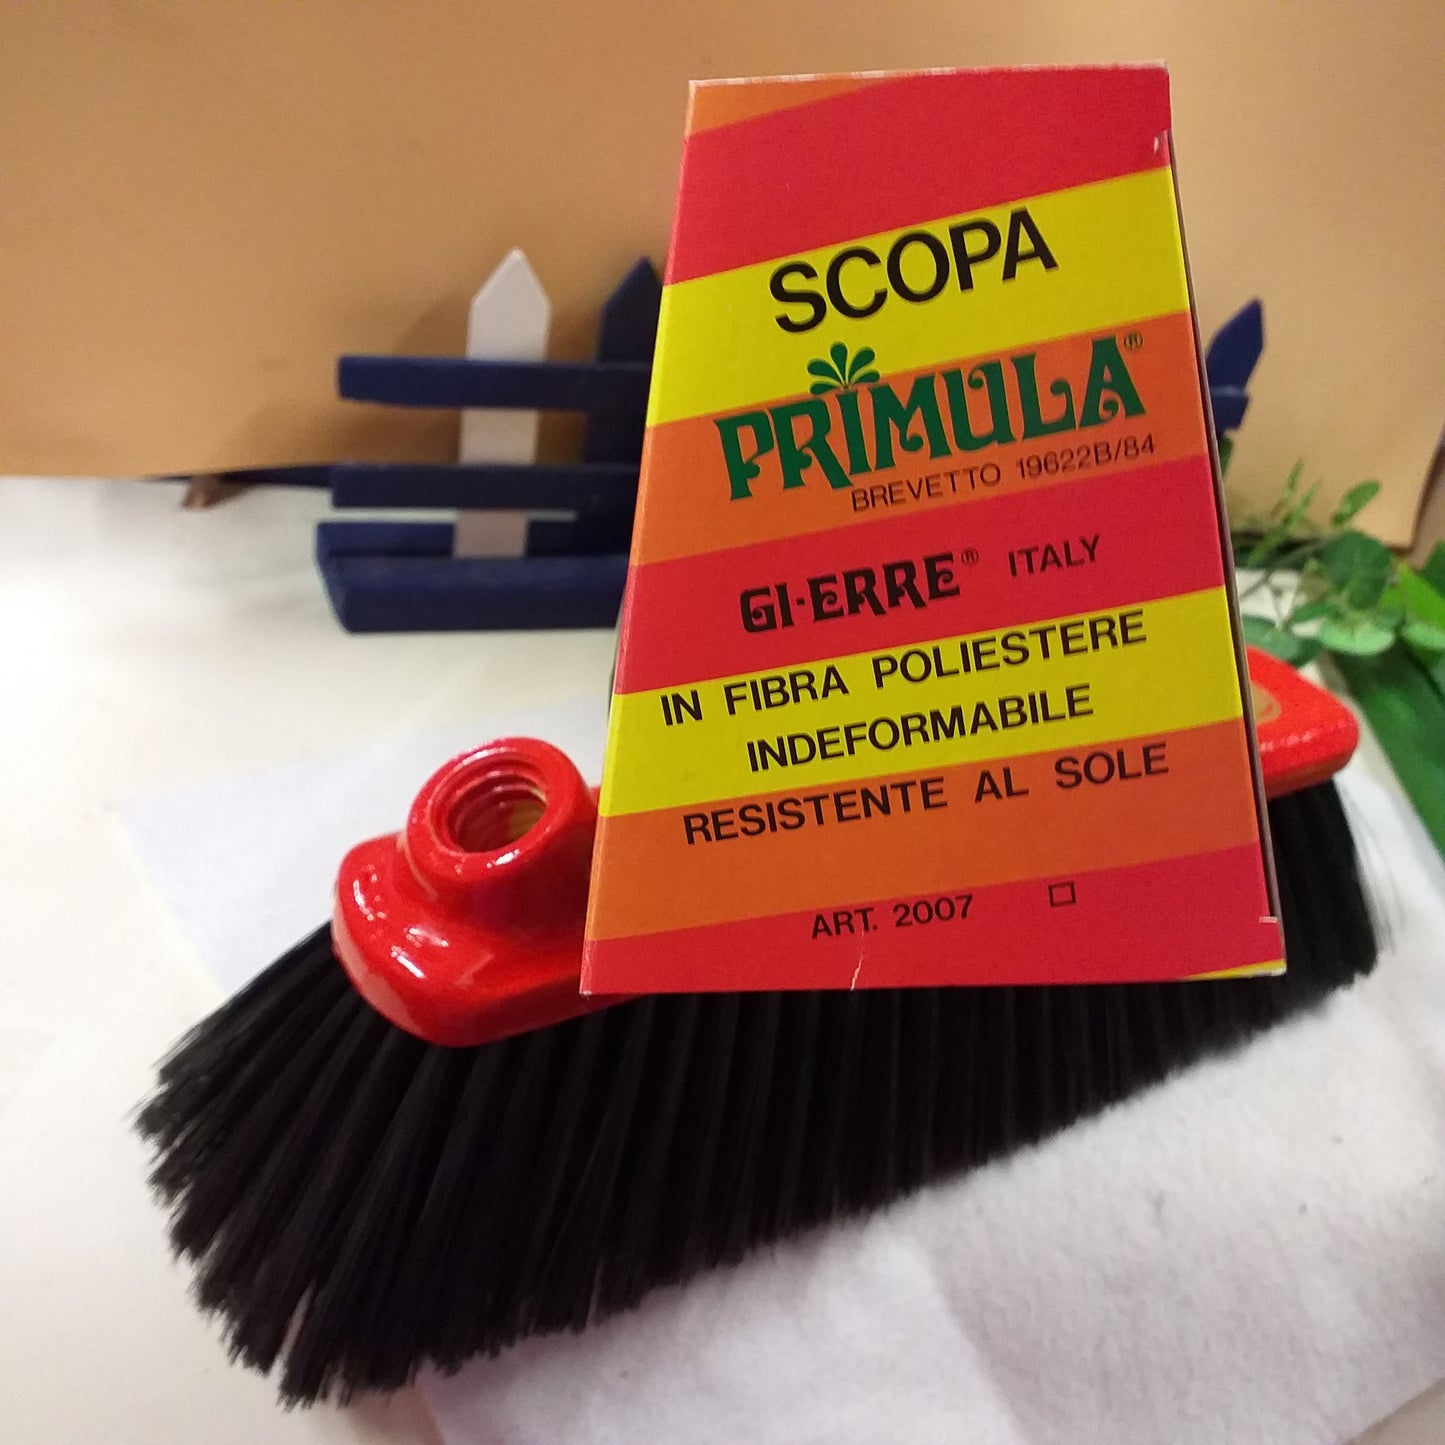 SCOPA
PRIMULA®
BREVETTO 19622B/84
GI-ERRE® ITALY
IN FIBRA POLIESTERE
INDEFORMABILE
RESISTENTE AL SOLE
ART. 2007 □